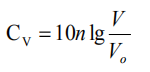 C_V = 10n lg V/V_o